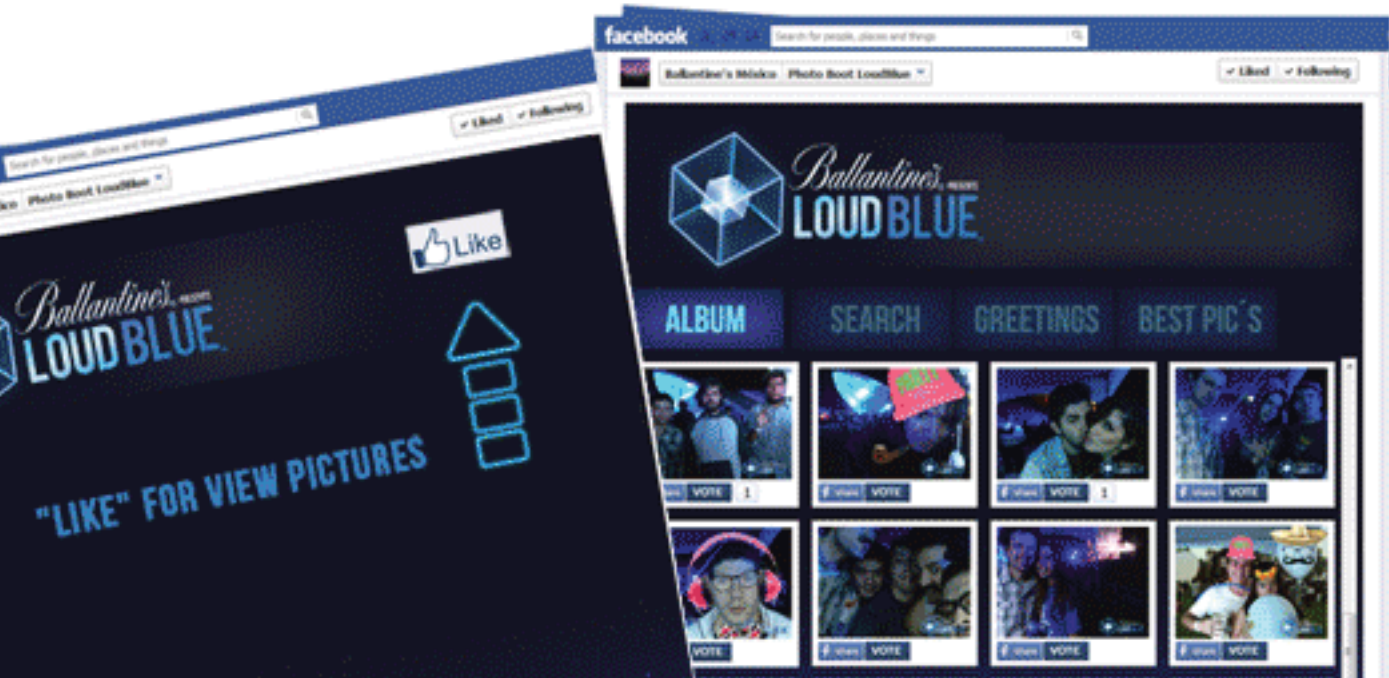 Search for people, places and things
Liked
Following
Photo Boot LoudBlue
Ballantine's
PRESENTS
LOUD BLUE
Like
"LIKE" FOR VIEW PICTURES
facebook
Search for people, places and things
Ballantine's México
Photo Boot LoudBlue
Liked
Following
Ballantine's
PRESENTS
LOUD BLUE
ALBUM
SEARCH
GREETINGS
BEST PIC´S
VOTE
1
Share
VOTE
Share
VOTE
1
Share
VOTE
VOTE
Share
VOTE
Share
VOTE
Share
VOTE